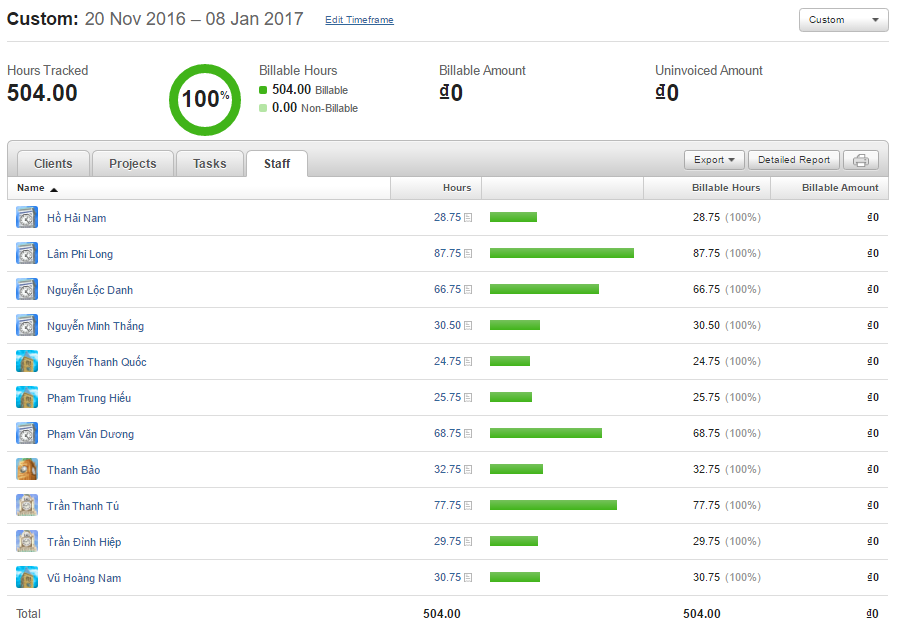 Custom: 20 Nov 2016 – 08 Jan 2017 Edit Timeframe Custom
Hours Tracked
504.00
100%
Billable Hours
504.00 Billable
0.00 Non-Billable
Billable Amount
₫0
Uninvoiced Amount
₫0
Clients Projects Tasks Staff Export Detailed Report
Name Hours Billable Hours Billable Amount
Hồ Hải Nam 28.75 28.75 (100%) ₫0
Lâm Phi Long 87.75 87.75 (100%) ₫0
Nguyễn Lộc Danh 66.75 66.75 (100%) ₫0
Nguyễn Minh Thắng 30.50 30.50 (100%) ₫0
Nguyễn Thanh Quốc 24.75 24.75 (100%) ₫0
Phạm Trung Hiếu 25.75 25.75 (100%) ₫0
Phạm Văn Dương 68.75 68.75 (100%) ₫0
Thanh Bảo 32.75 32.75 (100%) ₫0
Trần Thanh Tú 77.75 77.75 (100%) ₫0
Trần Đình Hiệp 29.75 29.75 (100%) ₫0
Vũ Hoàng Nam 30.75 30.75 (100%) ₫0
Total 504.00 504.00 ₫0